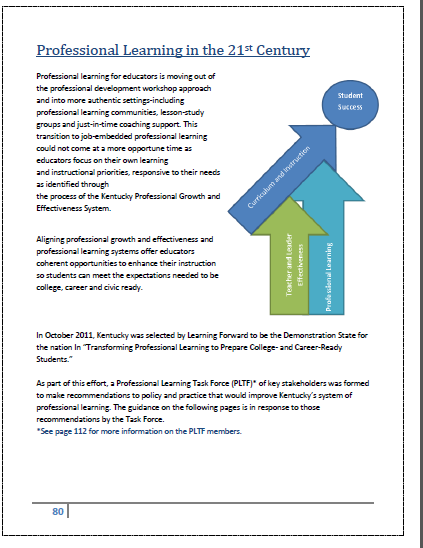 Professional Learning in the 21st Century
Professional learning for educators is moving out of
the professional development workshop approach
and into more authentic settings-including
professional learning communities, lesson-study
groups and just-in-time coaching support. This
transition to job-embedded professional learning
could not come at a more opportune time as
educators focus on their own learning
and instructional priorities, responsive to their needs
as identified through
the process of the Kentucky Professional Growth and
Effectiveness System.
Student
Success
Curriculum and Instruction
Teacher and Leader
Effectiveness
Professional Learning
Aligning professional growth and effectiveness and
professional learning systems offer educators
coherent opportunities to enhance their instruction
so students can meet the expectations needed to be
college, career and civic ready.
In October 2011, Kentucky was selected by Learning Forward to be the Demonstration State for
the nation in “Transforming Professional Learning to Prepare College- and Career-Ready
Students.”
As part of this effort, a Professional Learning Task Force (PLTF)* of key stakeholders was formed
to make recommendations to policy and practice that would improve Kentucky’s system of
professional learning. The guidance on the following pages is in response to those
recommendations by the Task Force.
*See page 112 for more information on the PLTF members.
80